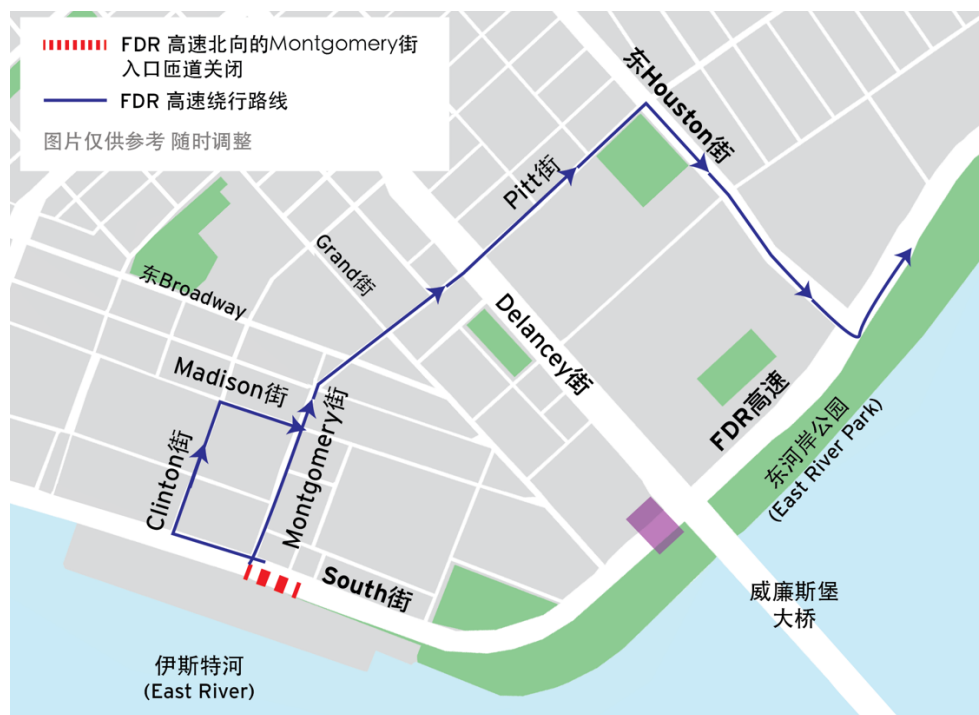 FDR 高速北向的Montgomery街
入口匝道关闭
FDR 高速绕行路线
图片仅供参考 随时调整
东Houston街
Pitt街
Grand街
东Broadway
Delancey街
Madison街
Montgomery街
Clinton街
FDR高速
东河岸公园
(East River Park)
South街
威廉斯堡
大桥
伊斯特河
(East River)